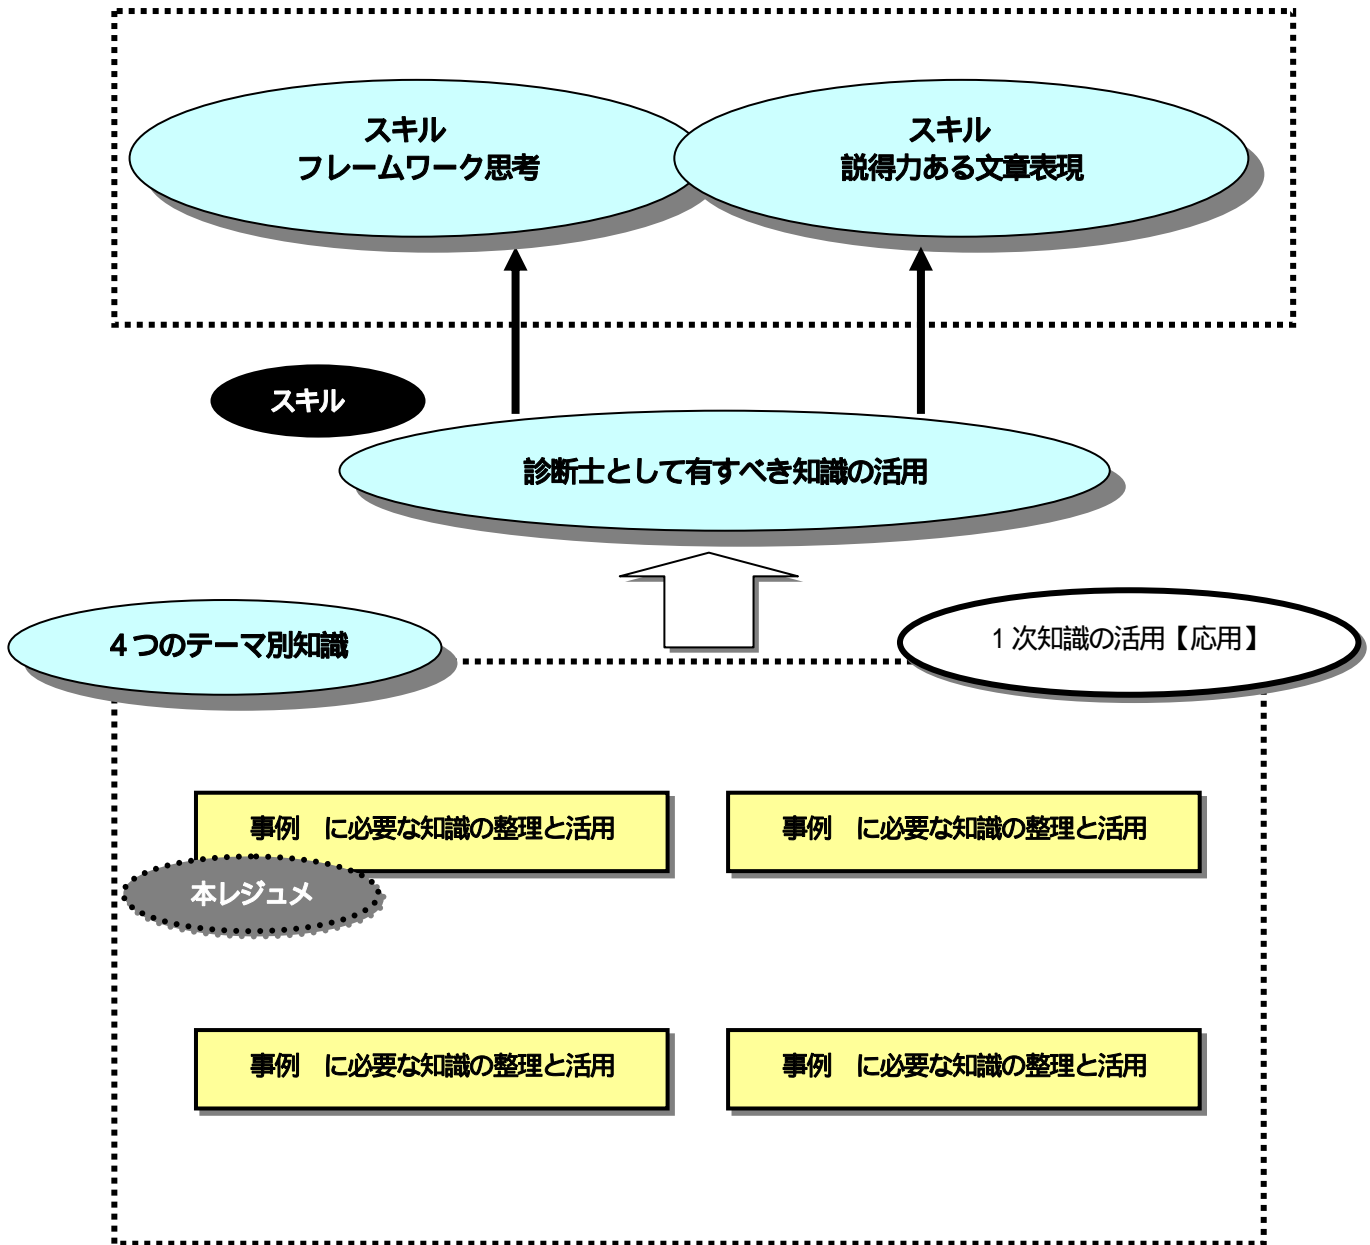 スキル
フレームワーク思考
スキル
説得力ある文章表現
スキル
診断士として有すべき知識の活用
４つのテーマ別知識
１次知識の活用【応用】
事例　に必要な知識の整理と活用
事例　に必要な知識の整理と活用
本レジュメ
事例　に必要な知識の整理と活用
事例　に必要な知識の整理と活用